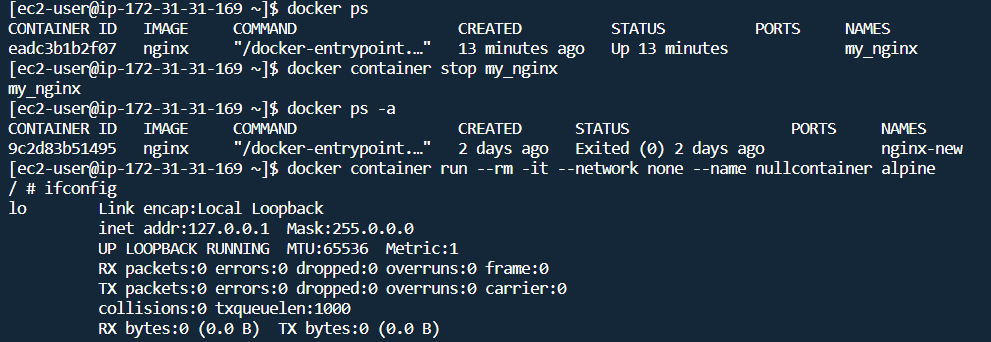 [ec2-user@ip-172-31-31-169 ~]$ docker ps
CONTAINER ID   IMAGE     COMMAND                  CREATED          STATUS          PORTS     NAMES
eadc3b1b2f07   nginx     "/docker-entrypoint.…"   13 minutes ago   Up 13 minutes             my_nginx
[ec2-user@ip-172-31-31-169 ~]$ docker container stop my_nginx
my_nginx
[ec2-user@ip-172-31-31-169 ~]$ docker ps -a
CONTAINER ID   IMAGE     COMMAND                  CREATED      STATUS                  PORTS     NAMES
9c2d83b51495   nginx     "/docker-entrypoint.…"   2 days ago   Exited (0) 2 days ago             nginx-new
[ec2-user@ip-172-31-31-169 ~]$ docker container run --rm -it --network none --name nullcontainer alpine
/ # ifconfig
lo        Link encap:Local Loopback
          inet addr:127.0.0.1  Mask:255.0.0.0
          UP LOOPBACK RUNNING  MTU:65536  Metric:1
          RX packets:0 errors:0 dropped:0 overruns:0 frame:0
          TX packets:0 errors:0 dropped:0 overruns:0 carrier:0
          collisions:0 txqueuelen:1000
          RX bytes:0 (0.0 B)  TX bytes:0 (0.0 B)